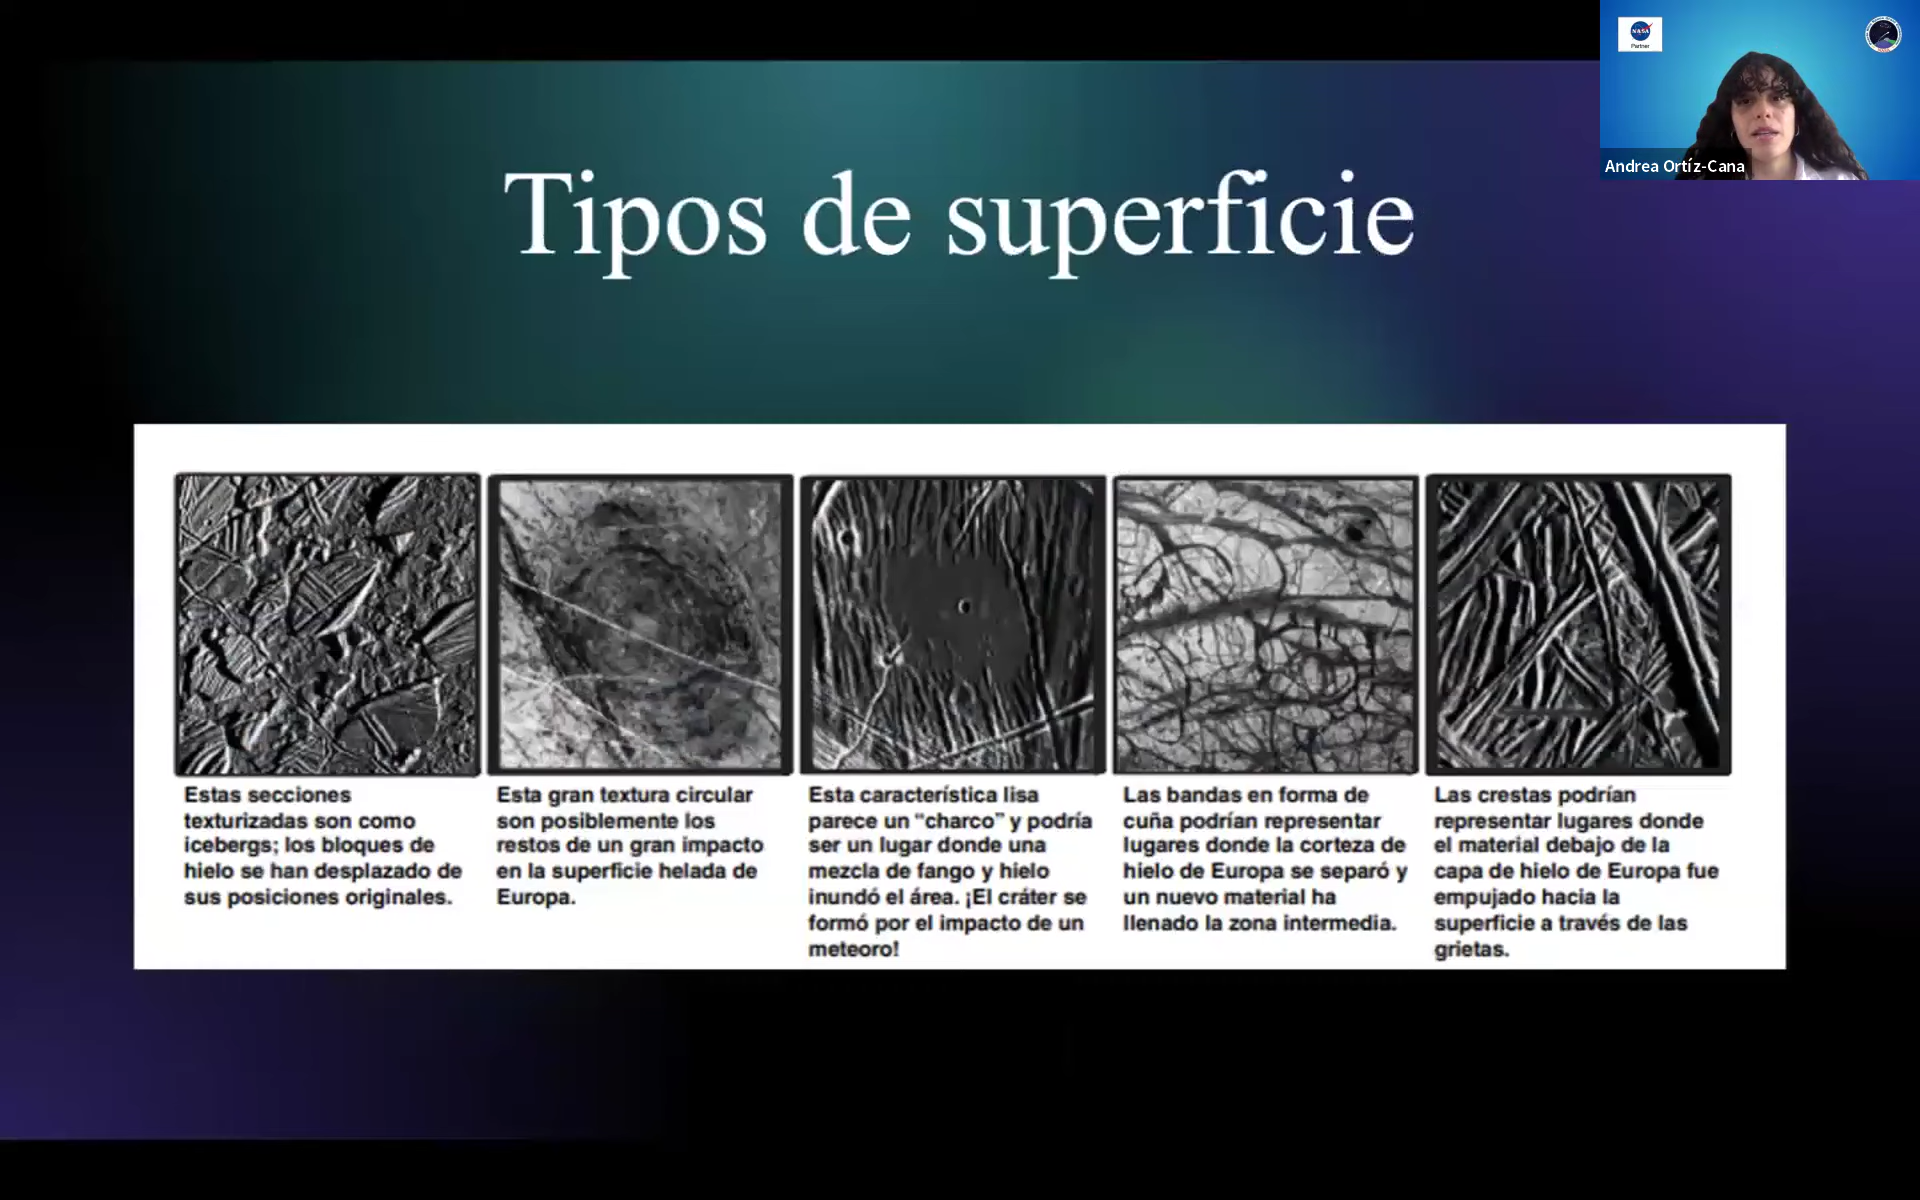 NASA
Partner
Andrea Ortíz-Cana
Tipos de superficie
Estas secciones
texturizadas son como
icebergs; los bloques de
hielo se han desplazado de
sus posiciones originales.
Esta gran textura circular
son posiblemente los
restos de un gran impacto
en la superficie helada de
Europa.
Esta característica lisa
parece un “charco” y podría
ser un lugar donde una
mezcla de fango y hielo
inundó el área. ¡El cráter se
formó por el impacto de un
meteoro!
Las bandas en forma de
cuña podrían representar
lugares donde la corteza de
hielo de Europa se separó y
un nuevo material ha
llenado la zona intermedia.
Las crestas podrían
representar lugares donde
el material debajo de la
capa de hielo de Europa fue
empujado hacia la
superficie a través de las
grietas.